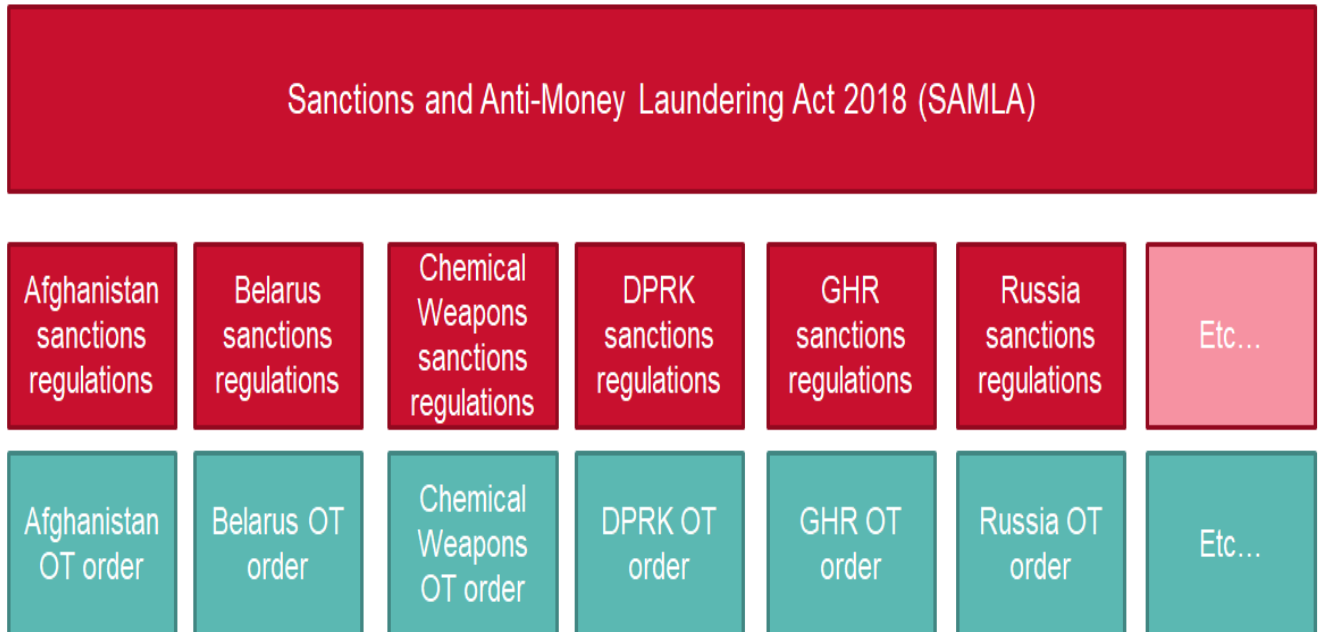 Sanctions and Anti-Money Laundering Act 2018 (SAMLA)
Afghanistan
sanctions
regulations
Belarus
sanctions
regulations
Chemical
Weapons
sanctions
regulations
DPRK
sanctions
regulations
GHR
sanctions
regulations
Russia
sanctions
regulations
Etc...
Afghanistan
OT order
Belarus OT
order
Chemical
Weapons
OT order
DPRK OT
order
GHR OT
order
Russia OT
order
Etc...